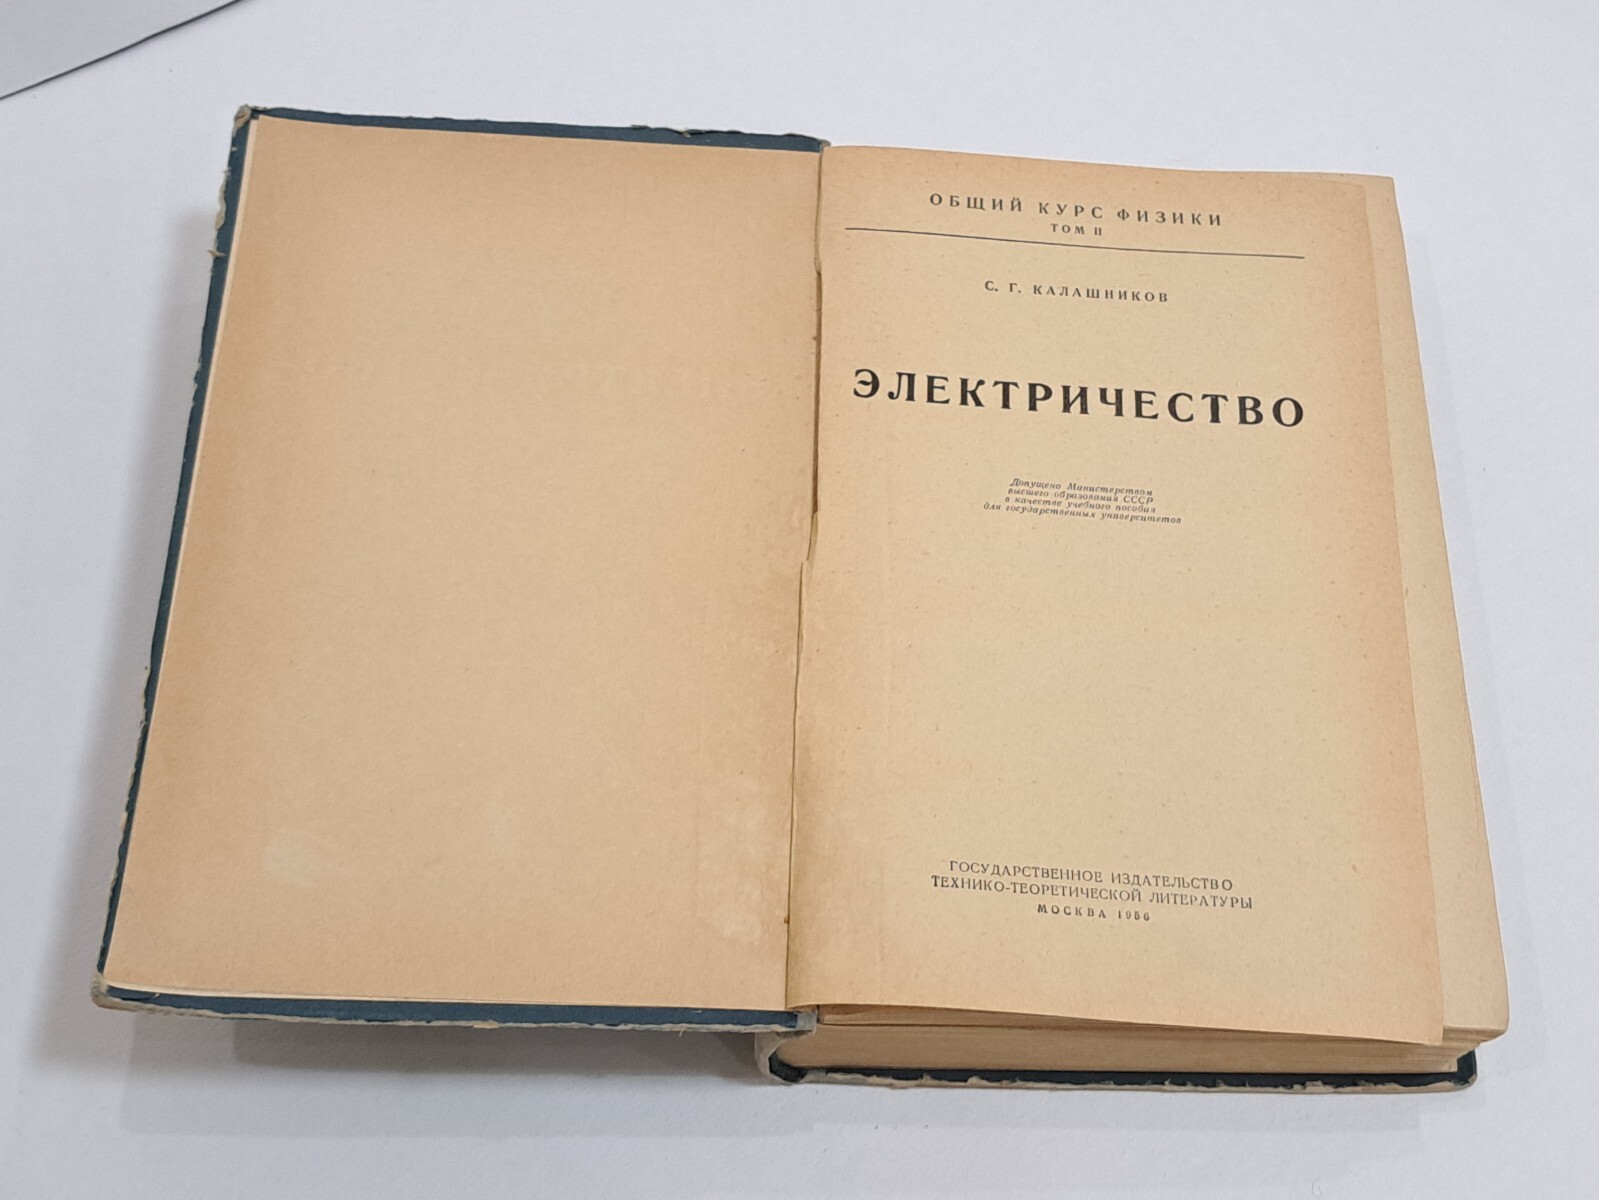 ОБЩИЙ КУРС ФИЗИКИ
ТОМ II
С. Г. КАЛАШНИКОВ
ЭЛЕКТРИЧЕСТВО
Допущено Министерством
высшего образования СССР
в качестве учебного пособия
для государственных университетов
ГОСУДАРСТВЕННОЕ ИЗДАТЕЛЬСТВО
ТЕХНИКО-ТЕОРЕТИЧЕСКОЙ ЛИТЕРАТУРЫ
МОСКВА 1956